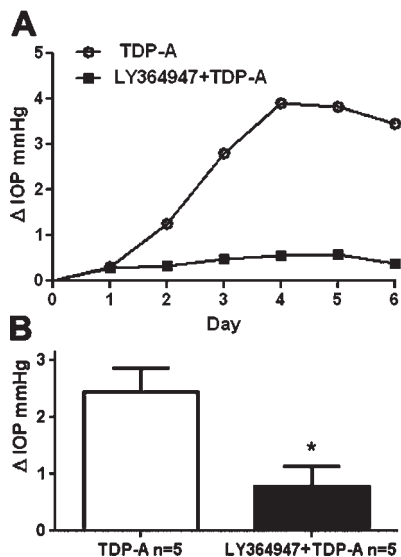 A
5
TDP-A
LY364947+TDP-A
4
3
2
1
0
Δ IOP mmHg
0 1 2 3 4 5 6
Day
B
3
2
1
0
Δ IOP mmHg
*
TDP-A n=5 LY364947+TDP-A n=5